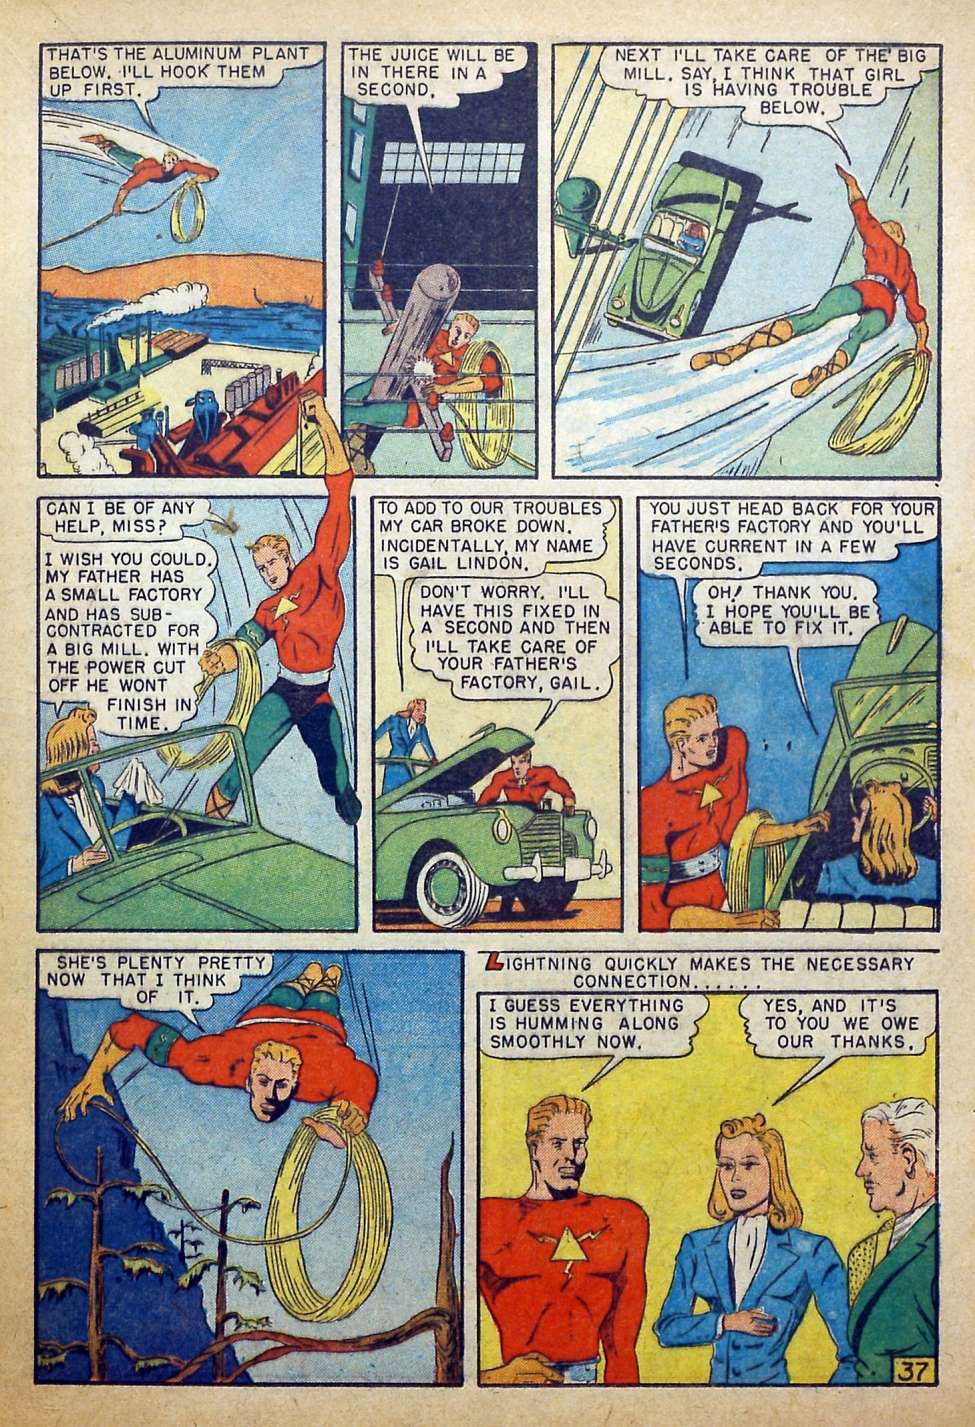 THAT'S THE ALUMINUM PLANT
BELOW. I'LL HOOK THEM
UP FIRST.
THE JUICE WILL BE
IN THERE IN A
SECOND.
NEXT I'LL TAKE CARE OF THE BIG
MILL. SAY, I THINK THAT GIRL
IS HAVING TROUBLE
BELOW.
CAN I BE OF ANY
HELP, MISS?
I WISH YOU COULD.
MY FATHER HAS
A SMALL FACTORY
AND HAS SUB-
CONTRACTED FOR
A BIG MILL. WITH
THE POWER CUT
OFF HE WONT
FINISH IN
TIME.
TO ADD TO OUR TROUBLES
MY CAR BROKE DOWN.
INCIDENTALLY, MY NAME
IS GAIL LINDON.
DON'T WORRY. I'LL
HAVE THIS FIXED IN
A SECOND AND THEN
I'LL TAKE CARE OF
YOUR FATHER'S
FACTORY, GAIL.
YOU JUST HEAD BACK FOR YOUR
FATHER'S FACTORY AND YOU'LL
HAVE CURRENT IN A FEW
SECONDS.
OH! THANK YOU.
I HOPE YOU'LL BE
ABLE TO FIX IT.
SHE'S PLENTY PRETTY
NOW THAT I THINK
OF IT.
LIGHTNING QUICKLY MAKES THE NECESSARY
CONNECTION......
I GUESS EVERYTHING
IS HUMMING ALONG
SMOOTHLY NOW.
YES, AND IT'S
TO YOU WE OWE
OUR THANKS.
37